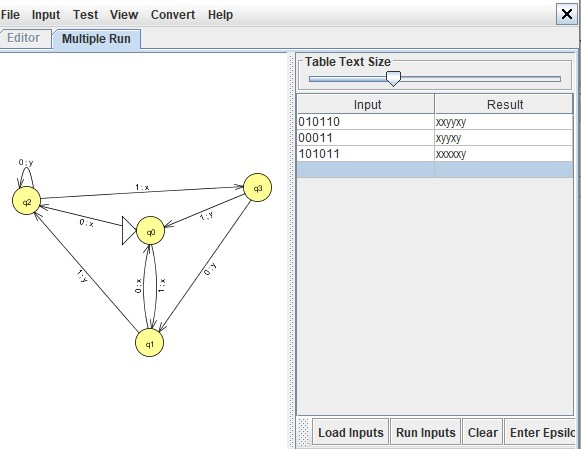 File Input Test View Convert Help
Editor Multiple Run
Table Text Size
Input Result
010110 xxyyxy
00011 xyyxy
101011 xxxxxy
0 ; y
q2
1 ; x
q3
0 ; x
q0
1 ; y
1 ; y
0 ; x
1 ; x
0 ; y
q1
Load Inputs Run Inputs Clear Enter Epsilo